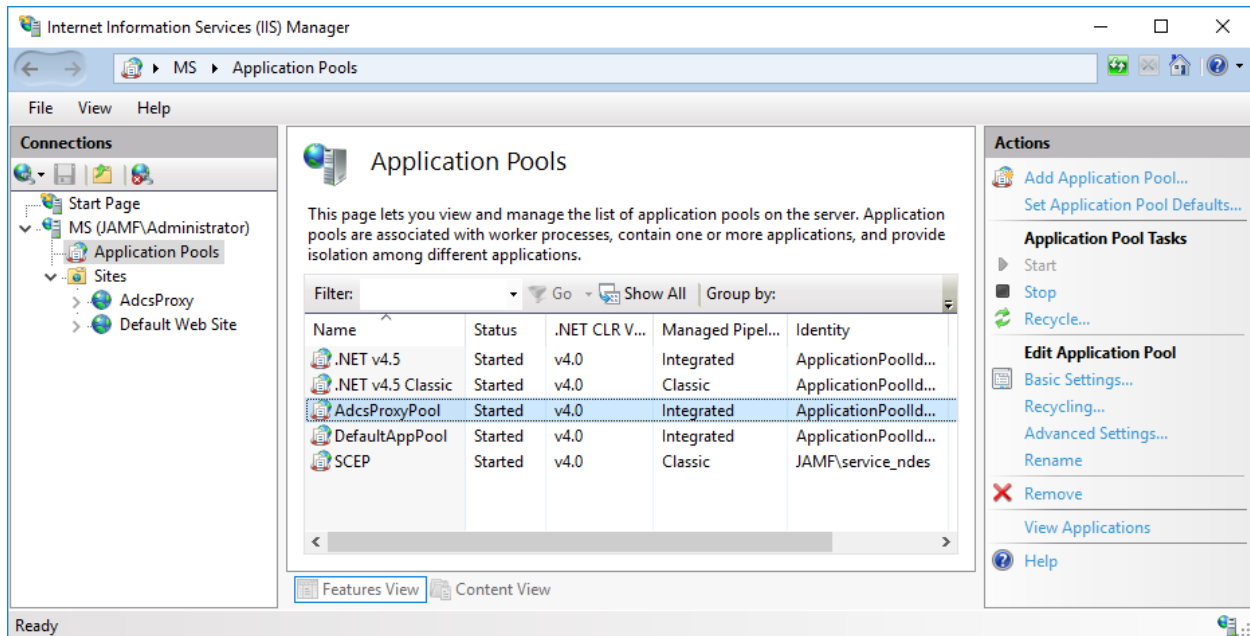 Internet Information Services (IIS) Manager
MS Application Pools
File View Help
Connections
Start Page
MS (JAMF\Administrator)
Application Pools
Sites
AdcsProxy
Default Web Site
Application Pools
This page lets you view and manage the list of application pools on the server. Application
pools are associated with worker processes, contain one or more applications, and provide
isolation among different applications.
Filter: Go Show All Group by:
Name Status .NET CLR V... Managed Pipel... Identity
.NET v4.5 Started v4.0 Integrated ApplicationPoolId...
.NET v4.5 Classic Started v4.0 Classic ApplicationPoolId...
AdcsProxyPool Started v4.0 Integrated ApplicationPoolId...
DefaultAppPool Started v4.0 Integrated ApplicationPoolId...
SCEP Started v4.0 Classic JAMF\service_ndes
Features View Content View
Actions
Add Application Pool...
Set Application Pool Defaults...
Application Pool Tasks
Start
Stop
Recycle...
Edit Application Pool
Basic Settings...
Recycling...
Advanced Settings...
Rename
Remove
View Applications
Help
Ready